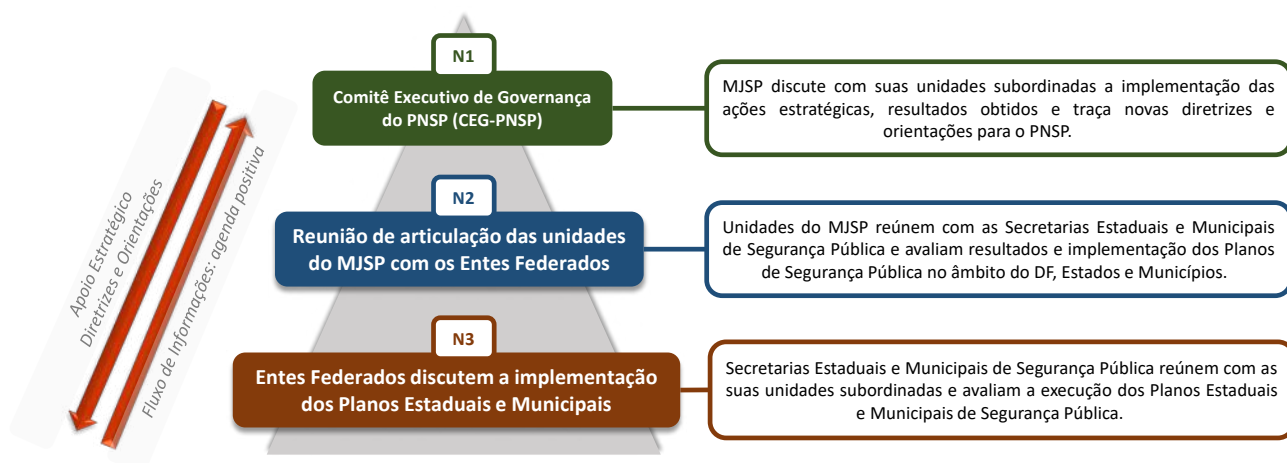 N1
Comitê Executivo de Governança
do PNSP (CEG-PNSP)
MJSP discute com suas unidades subordinadas a implementação das
ações estratégicas, resultados obtidos e traça novas diretrizes e
orientações para o PNSP.
Apoio Estratégico
Diretrizes e Orientações
Fluxo de Informações: agenda positiva
N2
Reunião de articulação das unidades
do MJSP com os Entes Federados
Unidades do MJSP reúnem com as Secretarias Estaduais e Municipais
de Segurança Pública e avaliam resultados e implementação dos Planos
de Segurança Pública no âmbito do DF, Estados e Municípios.
N3
Entes Federados discutem a implementação
dos Planos Estaduais e Municipais
Secretarias Estaduais e Municipais de Segurança Pública reúnem com as
suas unidades subordinadas e avaliam a execução dos Planos Estaduais
e Municipais de Segurança Pública.